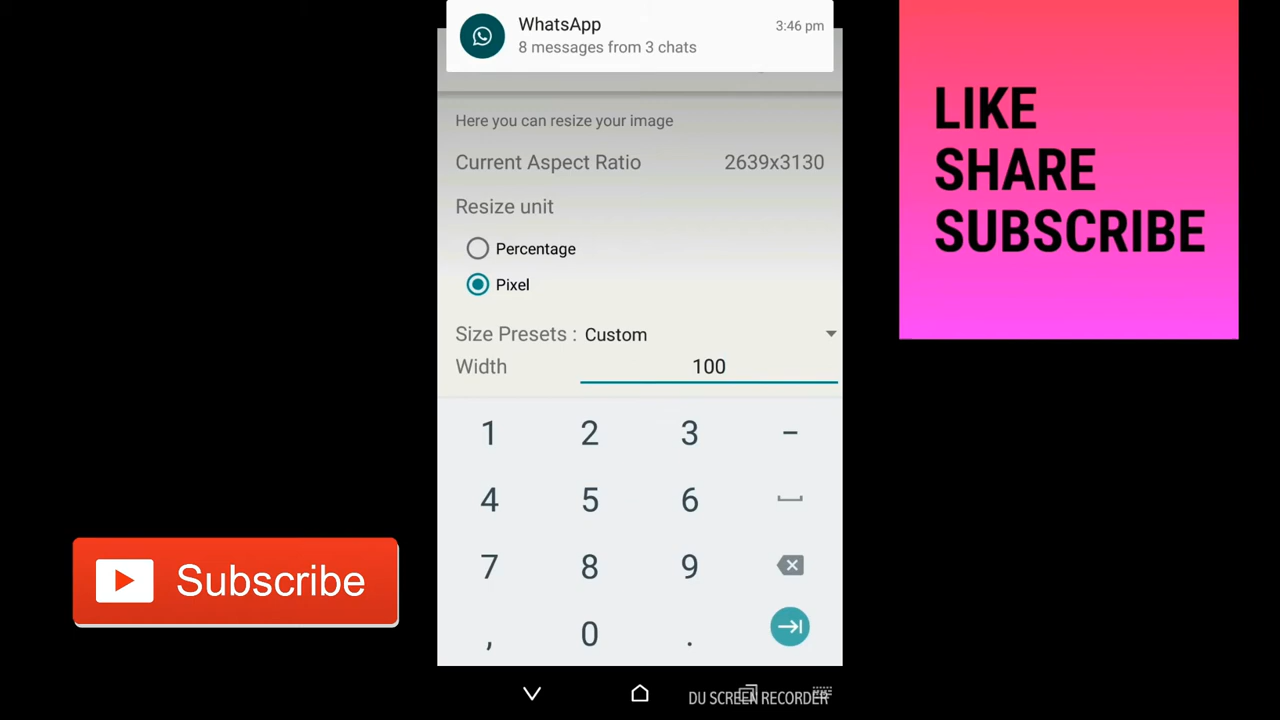 WhatsApp 3:46 pm
8 messages from 3 chats
Here you can resize your image
Current Aspect Ratio 2639x3130
Resize unit
Percentage
Pixel
Size Presets : Custom
Width 100
1 2 3 -
4 5 6
7 8 9
, 0 .
DU SCREEN RECORDER
LIKE
SHARE
SUBSCRIBE
Subscribe